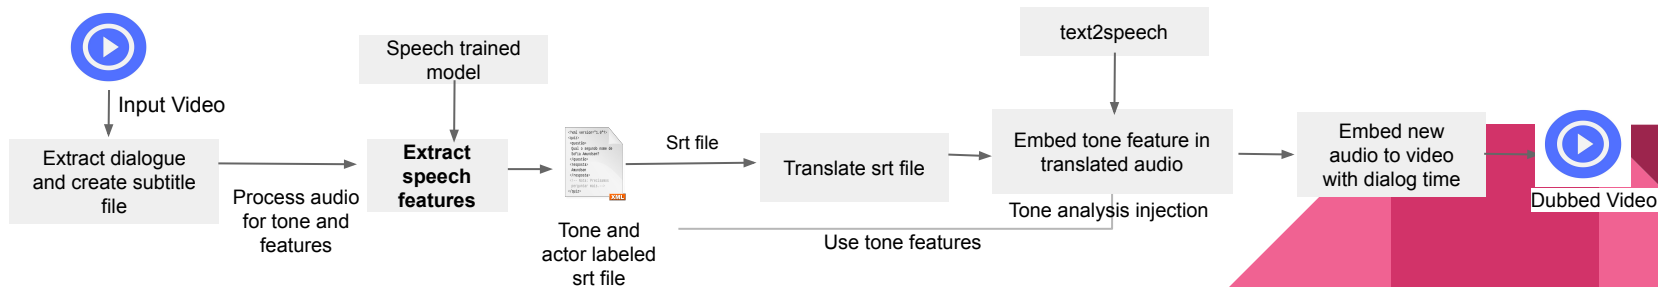 Input Video
Extract dialogue
and create subtitle
file
Process audio
for tone and
features
Speech trained
model
Extract
speech
features
XML
Tone and
actor labeled
srt file
Srt file
Translate srt file
Use tone features
text2speech
Embed tone feature in
translated audio
Tone analysis injection
Embed new
audio to video
with dialog time
Dubbed Video